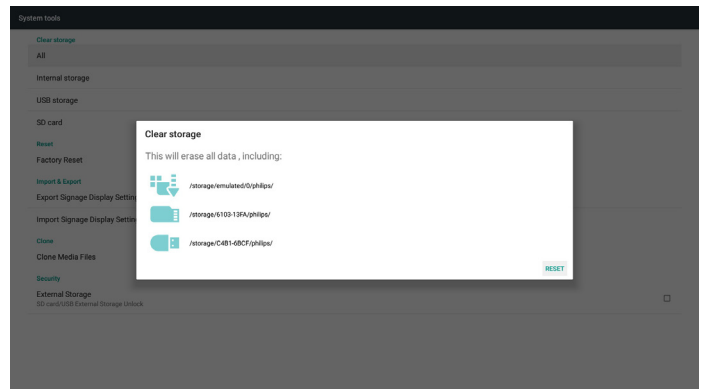 System tools
Clear storage
All
Internal storage
USB storage
SD card
Reset
Factory Reset
Import & Export
Export Signage Display Settin
Import Signage Display Settin
Clone
Clone Media Files
Security
External Storage
SD card/USB External Storage Unlock
Clear storage
This will erase all data , including:
/storage/emulated/0/philips/
/storage/6103-13FA/philips/
/storage/C4B1-6BCF/philips/
RESET